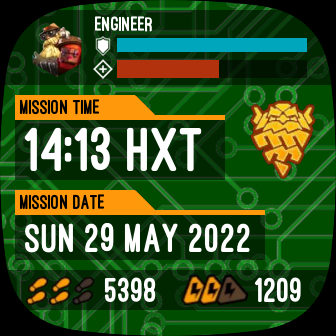 ENGINEER
MISSION TIME
14:13 HXT
MISSION DATE
SUN 29 MAY 2022
5398 1209